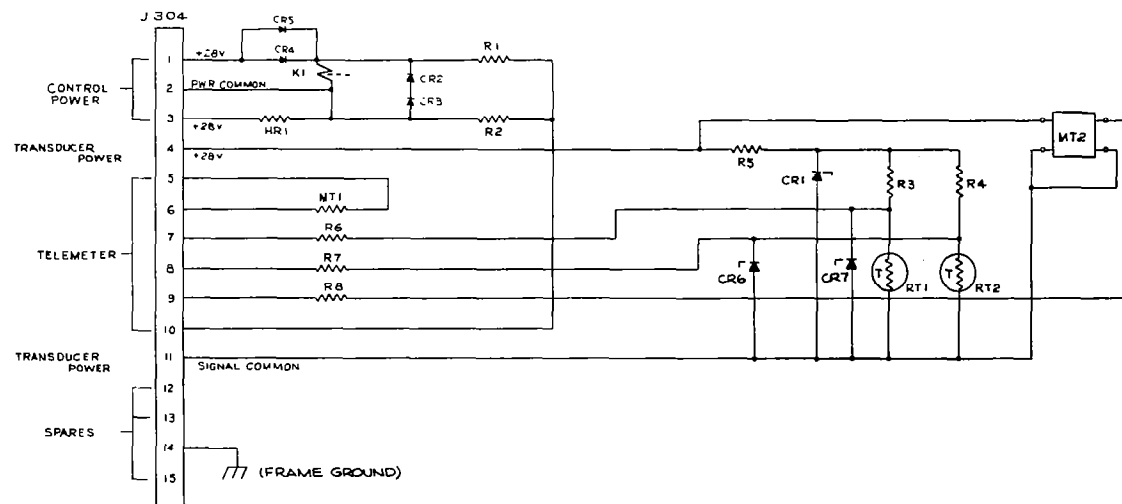 J304
CR5
1 +28V CR4 R1
K1
CR2
CONTROL POWER
2 PWR COMMON
CR3
3 +28V HR1 R2
TRANSDUCER POWER
4 +28V R5
MT2
5
CR1 R3 R4
MT1
6
R6
7
TELEMETER
R7
8
CR6 CR7 T RT1 T RT2
R8
9
10
TRANSDUCER POWER
11
SIGNAL COMMON
12
13
SPARES
14
(FRAME GROUND)
15